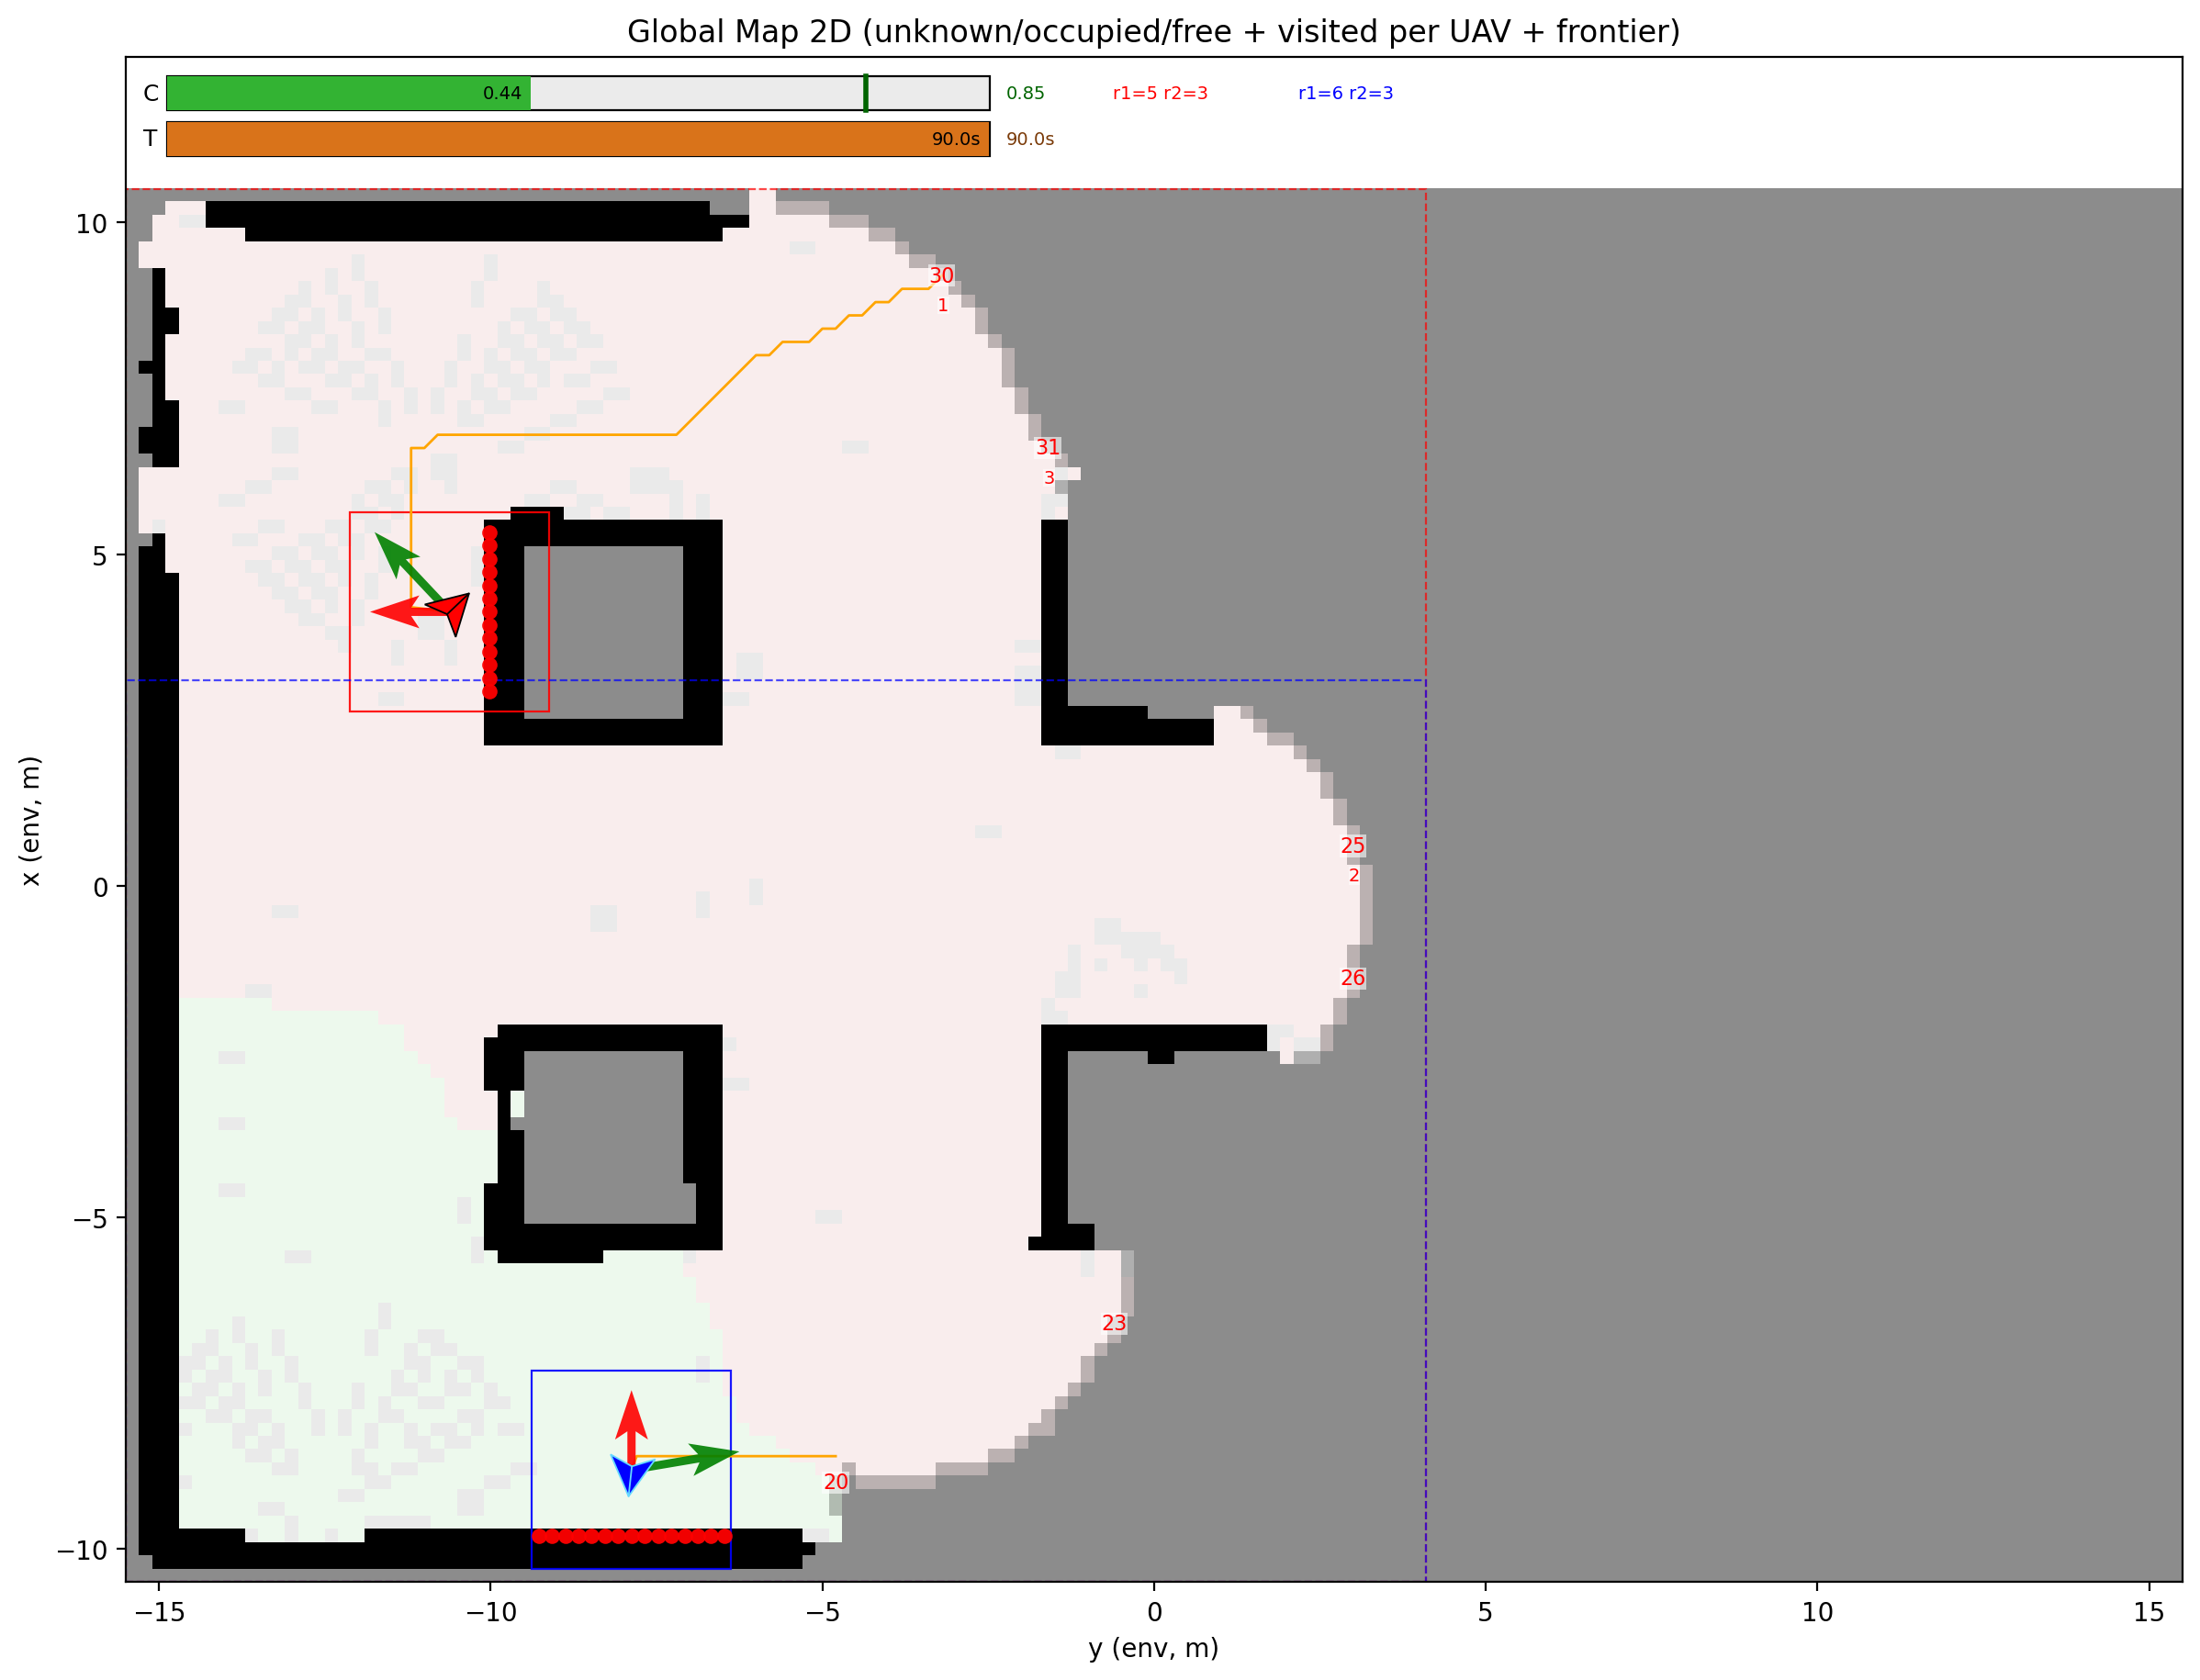 Global Map 2D (unknown/occupied/free + visited per UAV + frontier)
C 0.44 0.85 r1=5 r2=3 r1=6 r2=3
T 90.0s 90.0s
10
30
1
31
3
5
25
0
2
26
−5
23
20
−10
−15 −10 −5 0 5 10 15
x (env, m)
y (env, m)